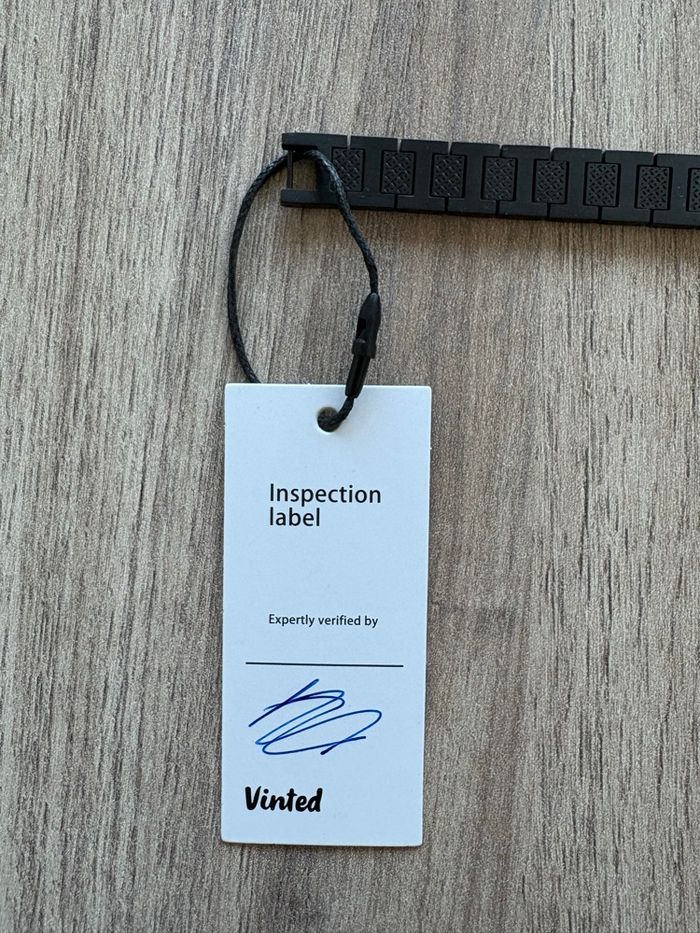 Inspection
label
Expertly verified by
Vinted